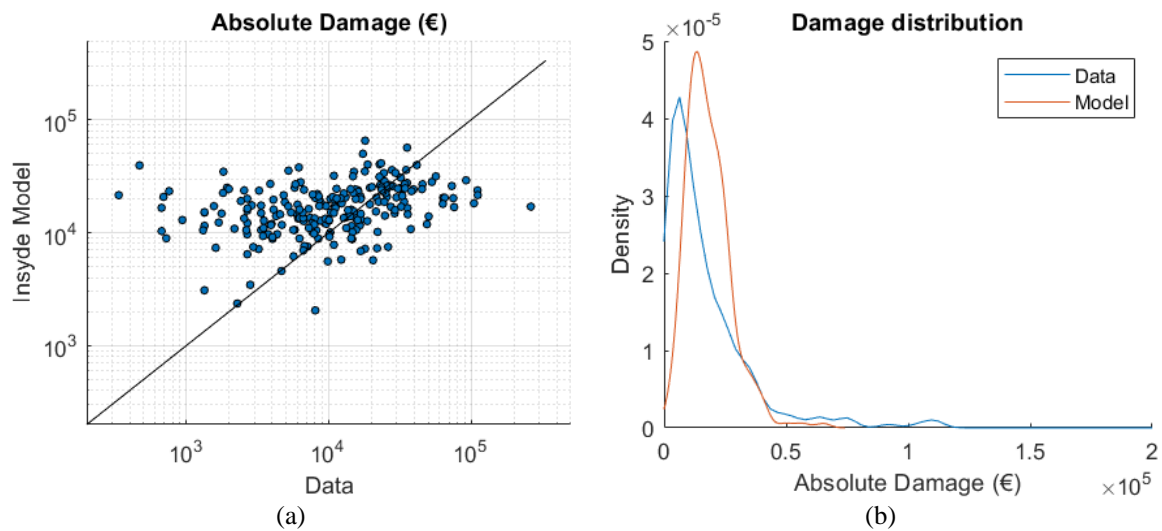 Absolute Damage (€)
Insyde Model
10^5
10^4
10^3
10^3 10^4 10^5
Data
(a)
Damage distribution
×10^-5
Density
5
4
3
2
1
0
Data
Model
0 0.5 1 1.5 2
×10^5
Absolute Damage (€)
(b)